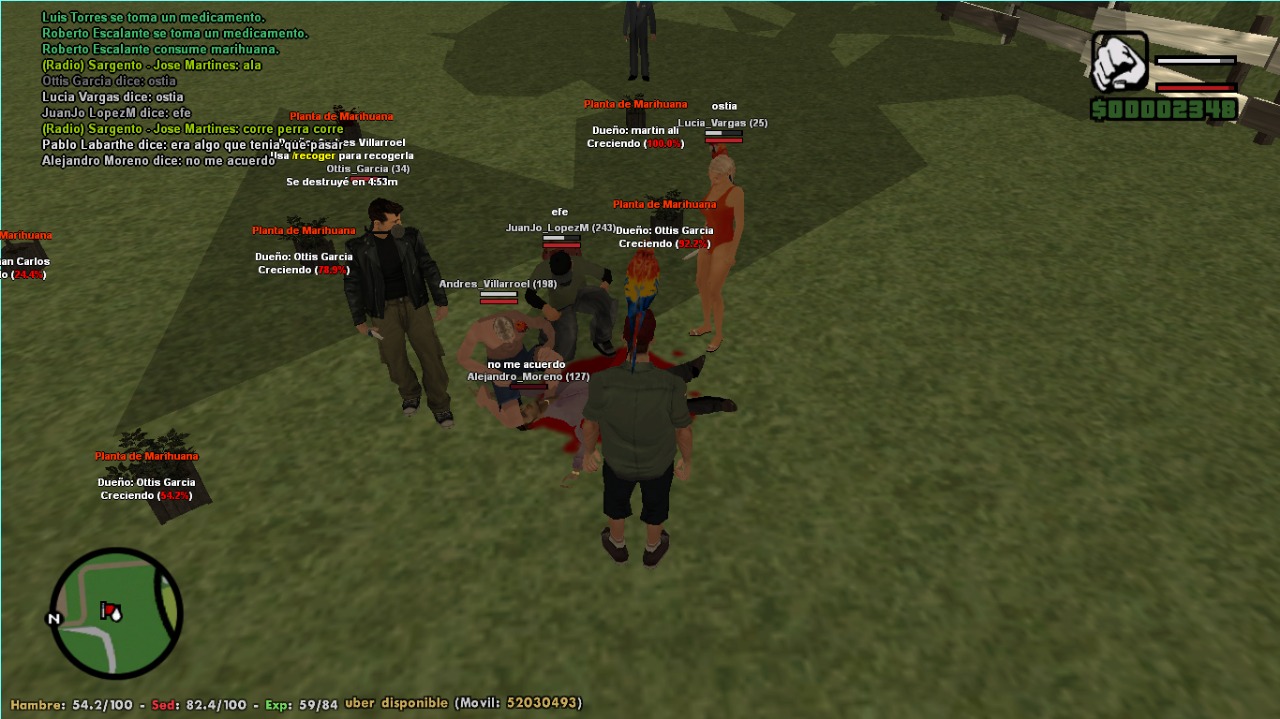 Luis Torres se toma un medicamento.
Roberto Escalante se toma un medicamento.
Roberto Escalante consume marihuana.
(Radio) Sargento - Jose Martines: ala
Ottis Garcia dice: ostia
Lucia Vargas dice: ostia
JuanJo LopezM dice: efe
(Radio) Sargento - Jose Martines: corre perra corre
Pablo Labarthe dice: era algo que tenia que pasar
Alejandro Moreno dice: no me acuerdo
$00002348
Planta de Marihuana
Villarroel
/recoger para recogerla
Ottis_Garcia (34)
Se destruyé en 4:53m
Planta de Marihuana
Dueño: martin ali
Creciendo (100.0%)
ostia
Lucia_Vargas (25)
Planta de Marihuana
Dueño: Ottis Garcia
Creciendo (92.2%)
efe
JuanJo_LopezM (243)
Planta de Marihuana
Dueño: Ottis Garcia
Creciendo (78.9%)
Marihuana
an Carlos
(24.4%)
Andres_Villarroel (198)
no me acuerdo
Alejandro_Moreno (127)
Planta de Marihuana
Dueño: Ottis Garcia
Creciendo (54.2%)
N
Hambre: 54.2/100 - Sed: 82.4/100 - Exp: 59/84 uber disponible (Movil: 52030493)